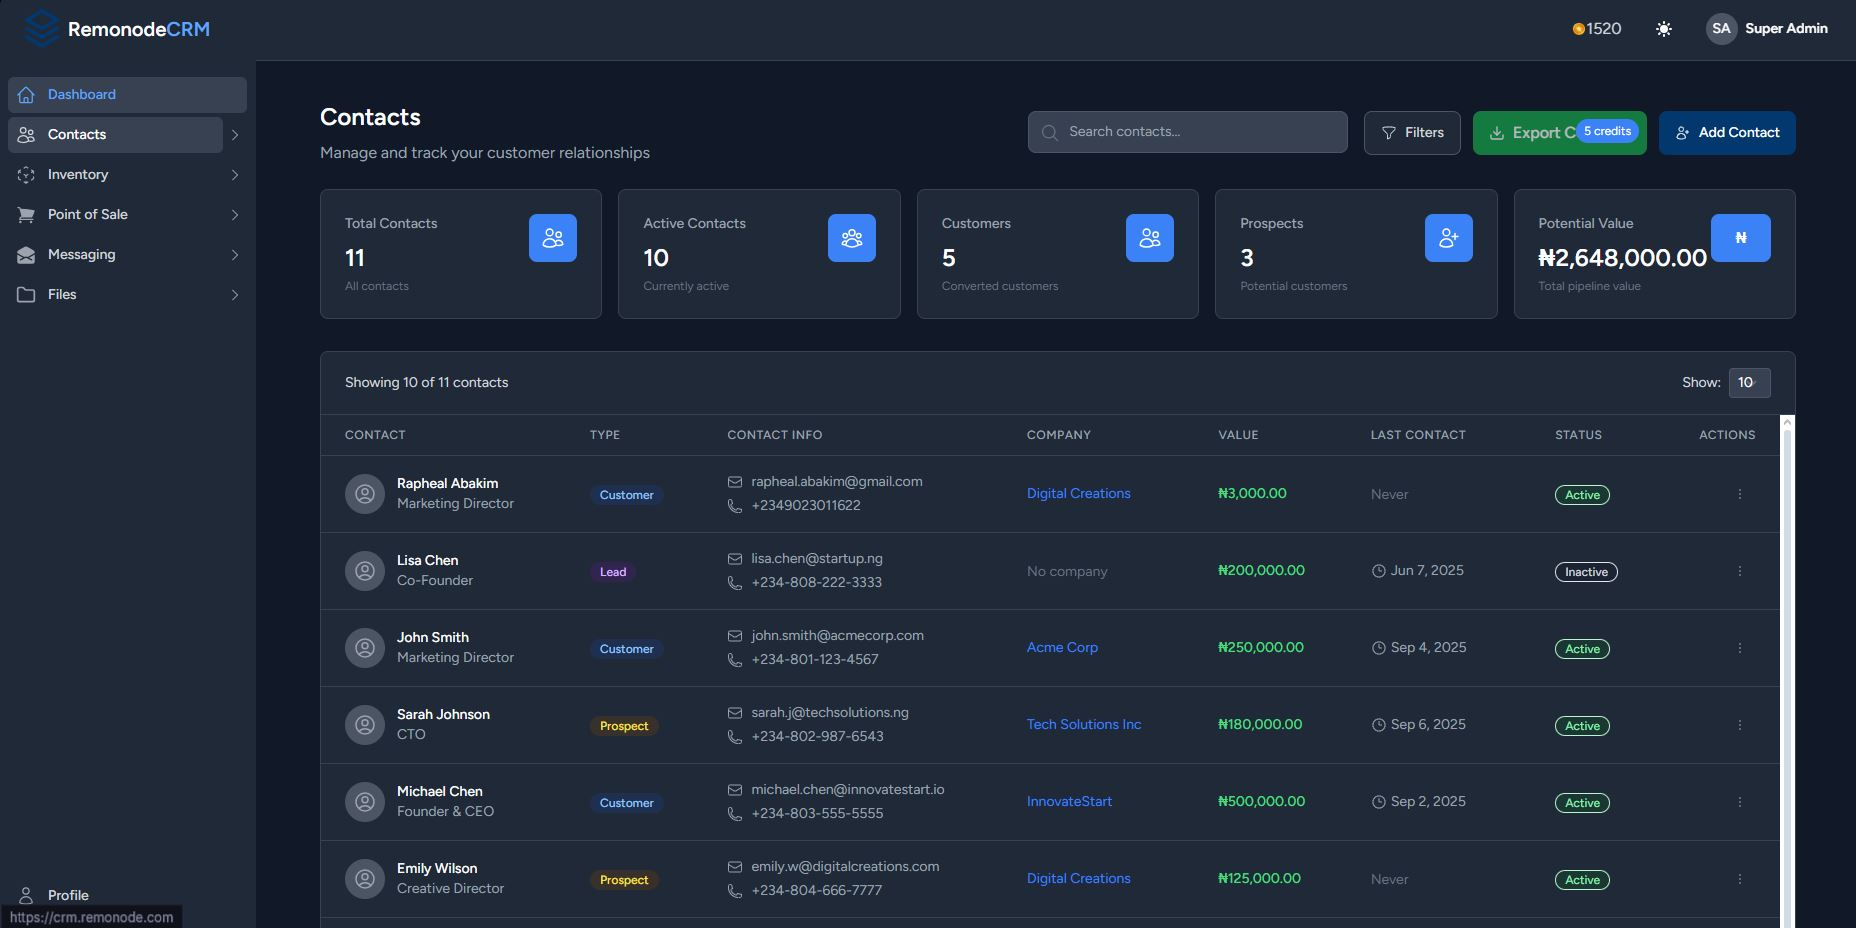 RemonodeCRM
1520
SA Super Admin
Dashboard
Contacts
Inventory
Point of Sale
Messaging
Files
Profile
https://crm.remonode.com
Contacts
Manage and track your customer relationships
Search contacts...
Filters
Export C
5 credits
Add Contact
Total Contacts
11
All contacts
Active Contacts
10
Currently active
Customers
5
Converted customers
Prospects
3
Potential customers
Potential Value
₦2,648,000.00
Total pipeline value
₦
Showing 10 of 11 contacts
Show: 10
CONTACT TYPE CONTACT INFO COMPANY VALUE LAST CONTACT STATUS ACTIONS
Rapheal Abakim
Marketing Director
Customer
rapheal.abakim@gmail.com
+2349023011622
Digital Creations
₦3,000.00
Never
Active
Lisa Chen
Co-Founder
Lead
lisa.chen@startup.ng
+234-808-222-3333
No company
₦200,000.00
Jun 7, 2025
Inactive
John Smith
Marketing Director
Customer
john.smith@acmecorp.com
+234-801-123-4567
Acme Corp
₦250,000.00
Sep 4, 2025
Active
Sarah Johnson
CTO
Prospect
sarah.j@techsolutions.ng
+234-802-987-6543
Tech Solutions Inc
₦180,000.00
Sep 6, 2025
Active
Michael Chen
Founder & CEO
Customer
michael.chen@innovatestart.io
+234-803-555-5555
InnovateStart
₦500,000.00
Sep 2, 2025
Active
Emily Wilson
Creative Director
Prospect
emily.w@digitalcreations.com
+234-804-666-7777
Digital Creations
₦125,000.00
Never
Active